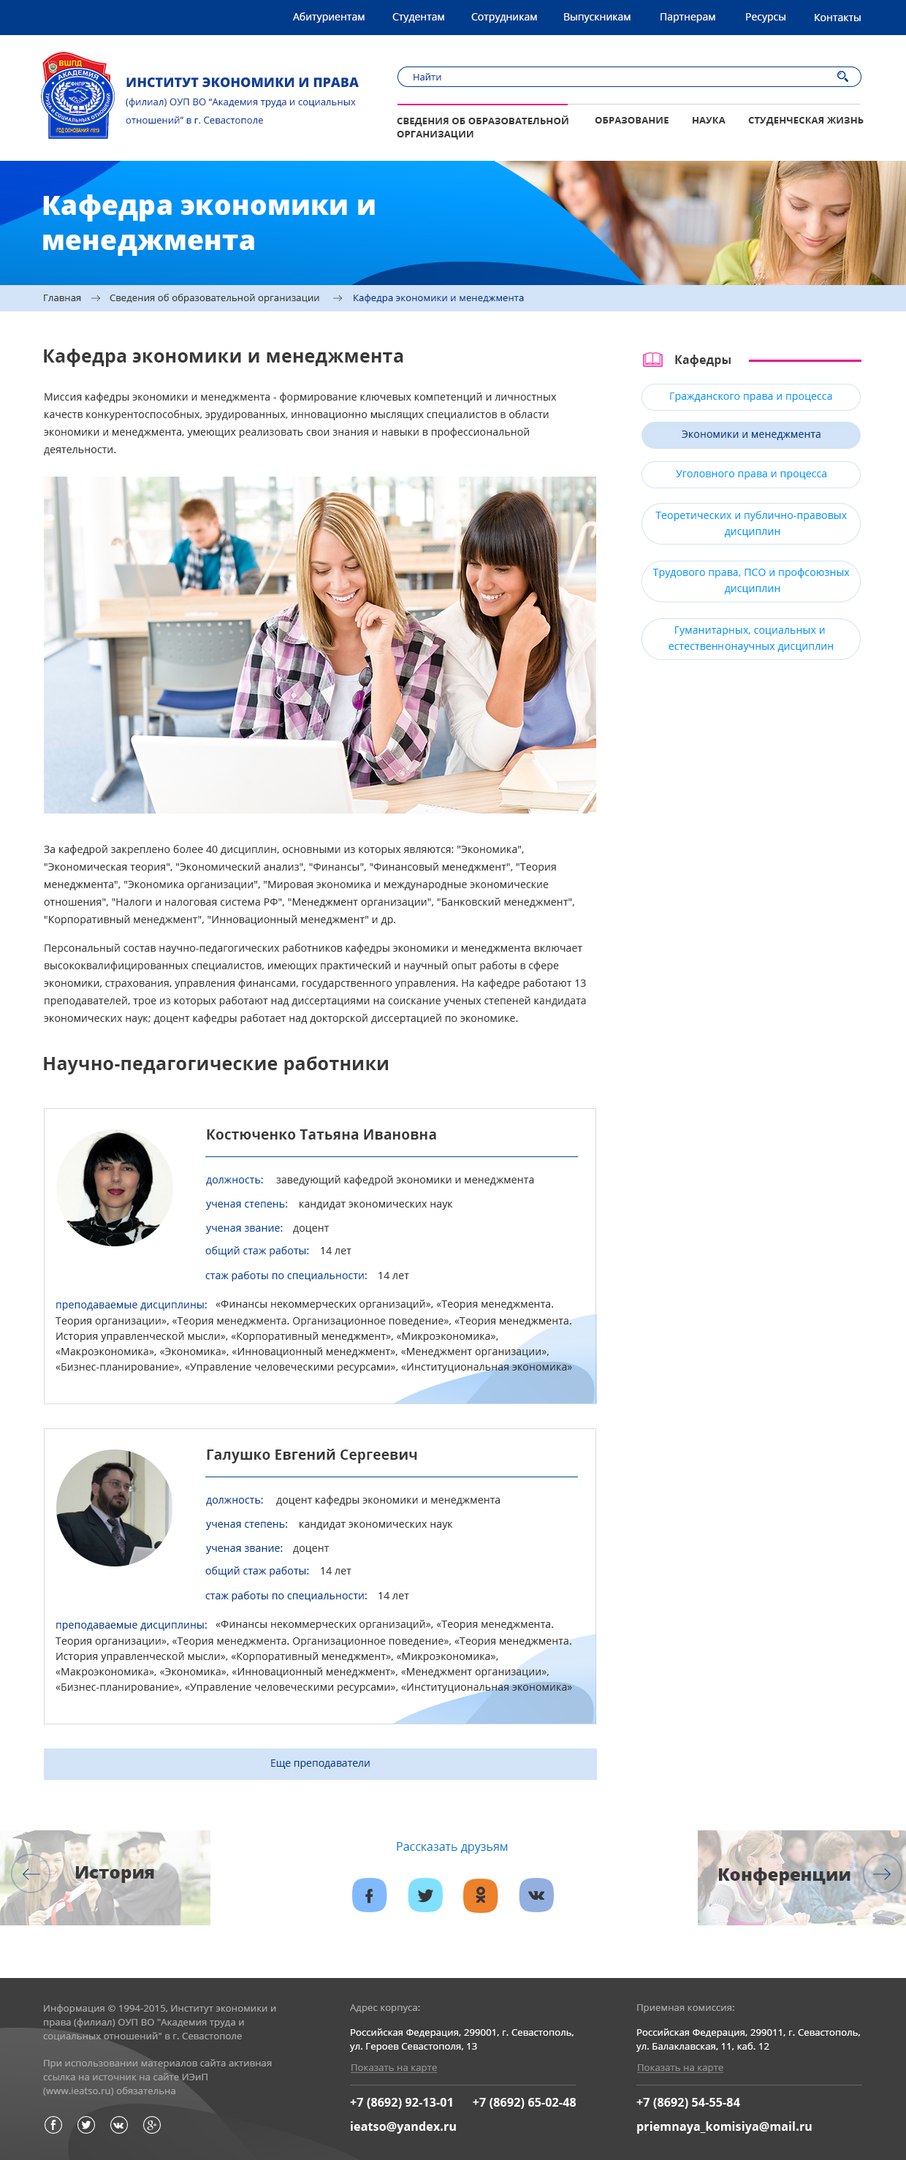 Абитуриентам Студентам Сотрудникам Выпускникам Партнерам Ресурсы Контакты
ВШПД
АКАДЕМИЯ
ФНПР
ТРУДА И СОЦИАЛЬНЫХ ОТНОШЕНИЙ
ГОД ОСНОВАНИЯ 1919
ИНСТИТУТ ЭКОНОМИКИ И ПРАВА
(филиал) ОУП ВО "Академия труда и социальных
отношений" в г. Севастополе
Найти
СВЕДЕНИЯ ОБ ОБРАЗОВАТЕЛЬНОЙ
ОРГАНИЗАЦИИ
ОБРАЗОВАНИЕ НАУКА СТУДЕНЧЕСКАЯ ЖИЗНЬ
Кафедра экономики и
менеджмента
Главная → Сведения об образовательной организации → Кафедра экономики и менеджмента
Кафедра экономики и менеджмента
Миссия кафедры экономики и менеджмента - формирование ключевых компетенций и личностных
качеств конкурентоспособных, эрудированных, инновационно мыслящих специалистов в области
экономики и менеджмента, умеющих реализовать свои знания и навыки в профессиональной
деятельности.
Кафедры
Гражданского права и процесса
Экономики и менеджмента
Уголовного права и процесса
Теоретических и публично-правовых
дисциплин
Трудового права, ПСО и профсоюзных
дисциплин
Гуманитарных, социальных и
естественнонаучных дисциплин
За кафедрой закреплено более 40 дисциплин, основными из которых являются: "Экономика",
"Экономическая теория", "Экономический анализ", "Финансы", "Финансовый менеджмент", "Теория
менеджмента", "Экономика организации", "Мировая экономика и международные экономические
отношения", "Налоги и налоговая система РФ", "Менеджмент организации", "Банковский менеджмент",
"Корпоративный менеджмент", "Инновационный менеджмент" и др.
Персональный состав научно-педагогических работников кафедры экономики и менеджмента включает
высококвалифицированных специалистов, имеющих практический и научный опыт работы в сфере
экономики, страхования, управления финансами, государственного управления. На кафедре работают 13
преподавателей, трое из которых работают над диссертациями на соискание ученых степеней кандидата
экономических наук; доцент кафедры работает над докторской диссертацией по экономике.
Научно-педагогические работники
Костюченко Татьяна Ивановна
должность: заведующий кафедрой экономики и менеджмента
ученая степень: кандидат экономических наук
ученая звание: доцент
общий стаж работы: 14 лет
стаж работы по специальности: 14 лет
преподаваемые дисциплины: «Финансы некоммерческих организаций», «Теория менеджмента.
Теория организации», «Теория менеджмента. Организационное поведение», «Теория менеджмента.
История управленческой мысли», «Корпоративный менеджмент», «Микроэкономика»,
«Макроэкономика», «Экономика», «Инновационный менеджмент», «Менеджмент организации»,
«Бизнес-планирование», «Управление человеческими ресурсами», «Институциональная экономика»
Галушко Евгений Сергеевич
должность: доцент кафедры экономики и менеджмента
ученая степень: кандидат экономических наук
ученая звание: доцент
общий стаж работы: 14 лет
стаж работы по специальности: 14 лет
преподаваемые дисциплины: «Финансы некоммерческих организаций», «Теория менеджмента.
Теория организации», «Теория менеджмента. Организационное поведение», «Теория менеджмента.
История управленческой мысли», «Корпоративный менеджмент», «Микроэкономика»,
«Макроэкономика», «Экономика», «Инновационный менеджмент», «Менеджмент организации»,
«Бизнес-планирование», «Управление человеческими ресурсами», «Институциональная экономика»
Еще преподаватели
История
Рассказать друзьям
Конференции
Информация © 1994-2015, Институт экономики и
права (филиал) ОУП ВО "Академия труда и
социальных отношений" в г. Севастополе
При использовании материалов сайта активная
ссылка на источник на сайте ИЭиП
(www.ieatso.ru) обязательна
Адрес корпуса:
Российская Федерация, 299001, г. Севастополь,
ул. Героев Севастополя, 13
Показать на карте
+7 (8692) 92-13-01 +7 (8692) 65-02-48
ieatso@yandex.ru
Приемная комиссия:
Российская Федерация, 299011, г. Севастополь,
ул. Балаклавская, 11, каб. 12
Показать на карте
+7 (8692) 54-55-84
priemnaya_komisiya@mail.ru